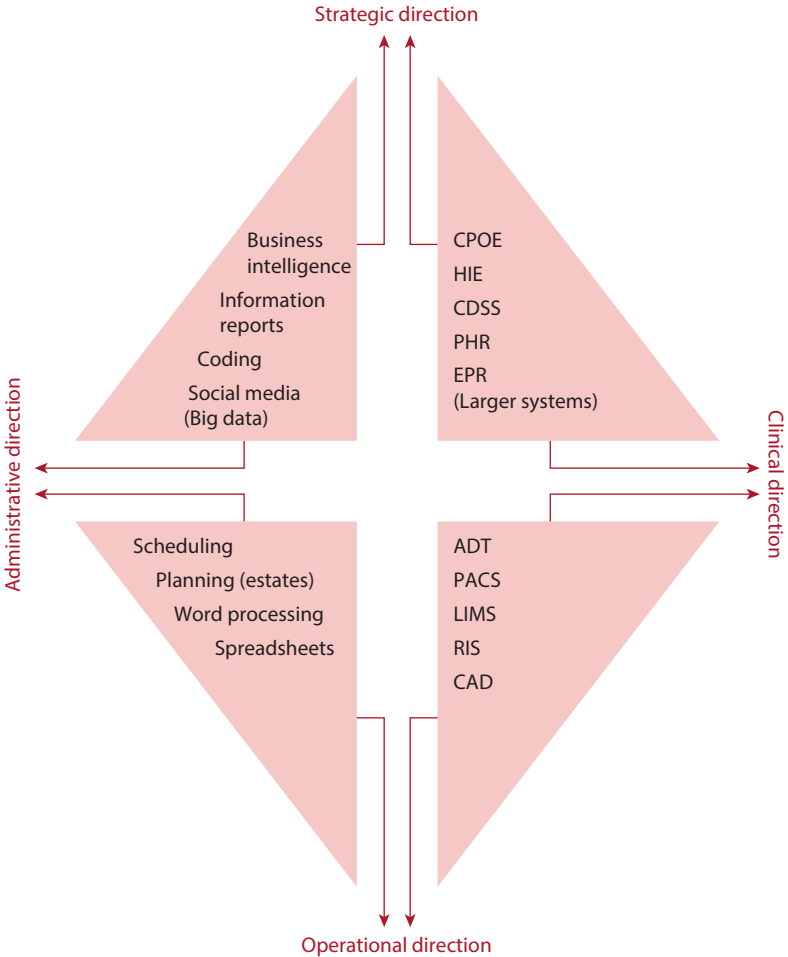 Strategic direction
Business
intelligence
Information
reports
Coding
Social media
(Big data)
CPOE
HIE
CDSS
PHR
EPR
(Larger systems)
Administrative direction
Clinical direction
Scheduling
Planning (estates)
Word processing
Spreadsheets
ADT
PACS
LIMS
RIS
CAD
Operational direction